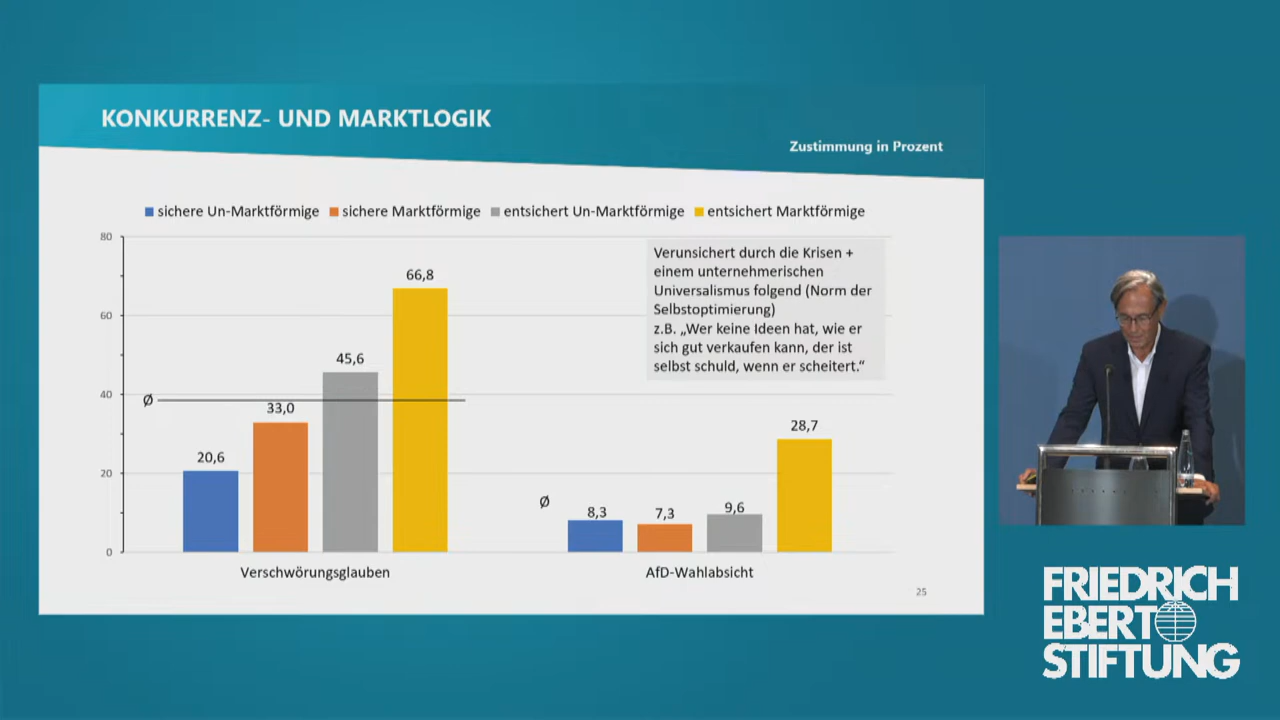 KONKURRENZ- UND MARKTLOGIK
Zustimmung in Prozent
sichere Un-Marktförmige sichere Marktförmige entsichert Un-Marktförmige entsichert Marktförmige
80
60
40
20
0
Ø
20,6
33,0
45,6
66,8
Verschwörungsglauben
Verunsichert durch die Krisen +
einem unternehmerischen
Universalismus folgend (Norm der
Selbstoptimierung)
z.B. „Wer keine Ideen hat, wie er
sich gut verkaufen kann, der ist
selbst schuld, wenn er scheitert.“
Ø
8,3
7,3
9,6
28,7
AfD-Wahlabsicht
25
FRIEDRICH
EBERT
STIFTUNG